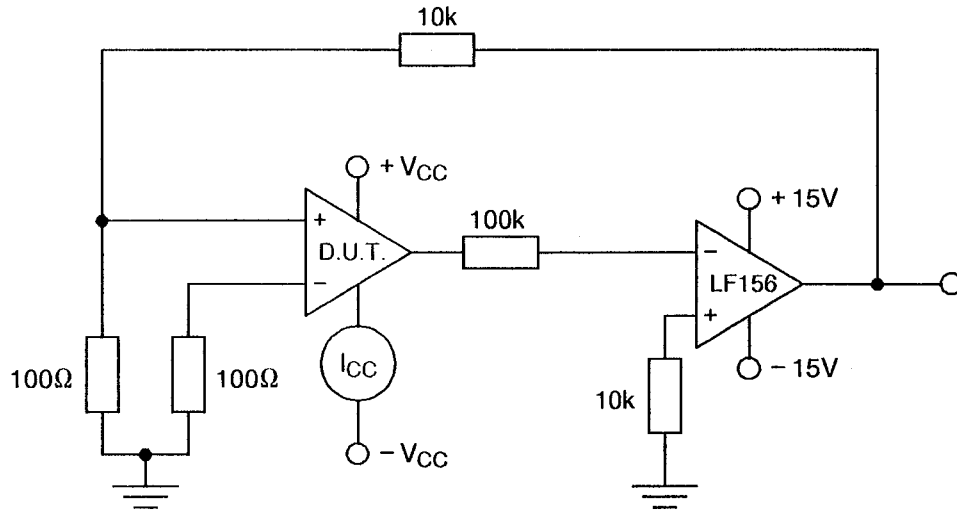 10k
+ VCC
+ 15V
100k
+
D.U.T.
−
−
LF156
+
100Ω
100Ω
ICC
− VCC
10k
− 15V